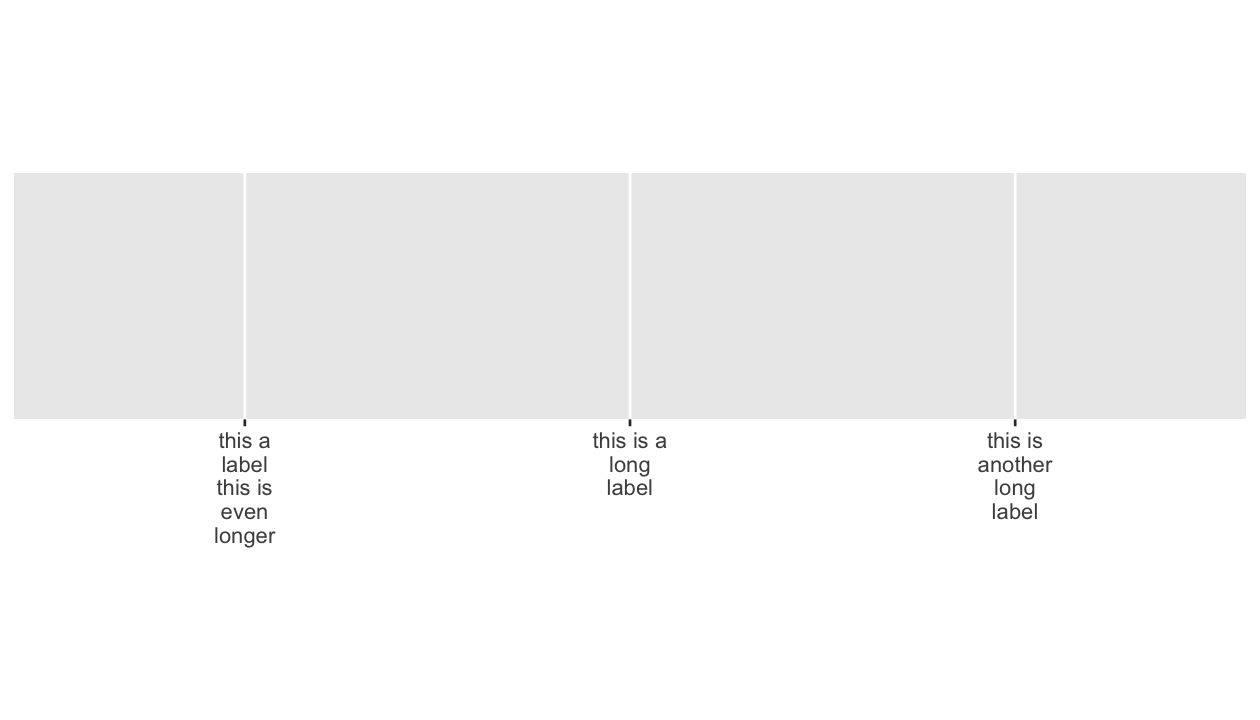 this a
label
this is
even
longer
this is a
long
label
this is
another
long
label